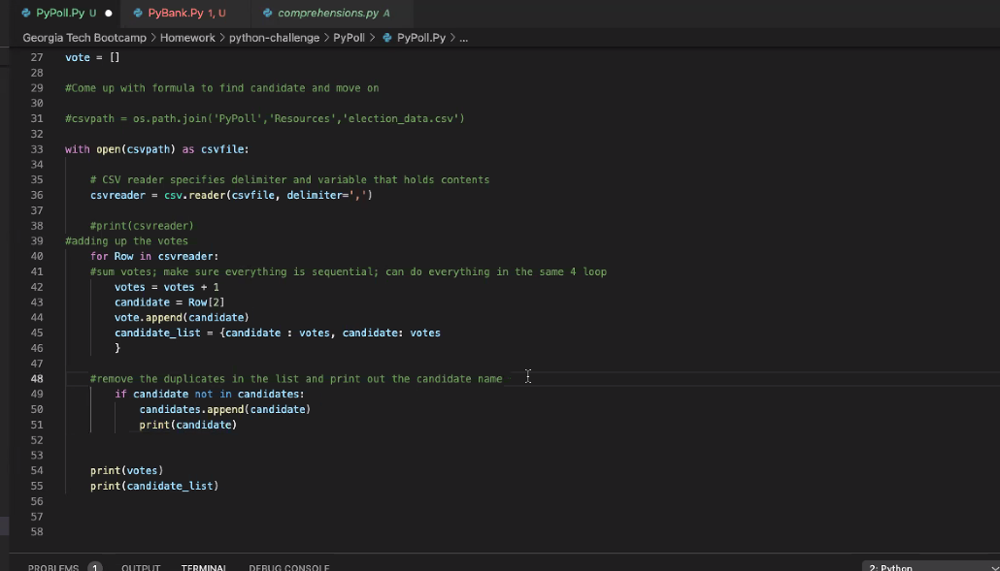 PyPoll.Py U ● PyBank.Py 1, U comprehensions.py A
Georgia Tech Bootcamp > Homework > python-challenge > PyPoll > PyPoll.Py > ...
27 vote = []
28
29 #Come up with formula to find candidate and move on
30
31 #csvpath = os.path.join('PyPoll','Resources','election_data.csv')
32
33 with open(csvpath) as csvfile:
34
35 # CSV reader specifies delimiter and variable that holds contents
36 csvreader = csv.reader(csvfile, delimiter=',')
37
38 #print(csvreader)
39 #adding up the votes
40 for Row in csvreader:
41 #sum votes; make sure everything is sequential; can do everything in the same 4 loop
42 votes = votes + 1
43 candidate = Row[2]
44 vote.append(candidate)
45 candidate_list = {candidate : votes, candidate: votes
46 }
47
48 #remove the duplicates in the list and print out the candidate name
49 if candidate not in candidates:
50 candidates.append(candidate)
51 print(candidate)
52
53
54 print(votes)
55 print(candidate_list)
56
57
58
PROBLEMS 1 OUTPUT TERMINAL DEBUG CONSOLE 2: Python